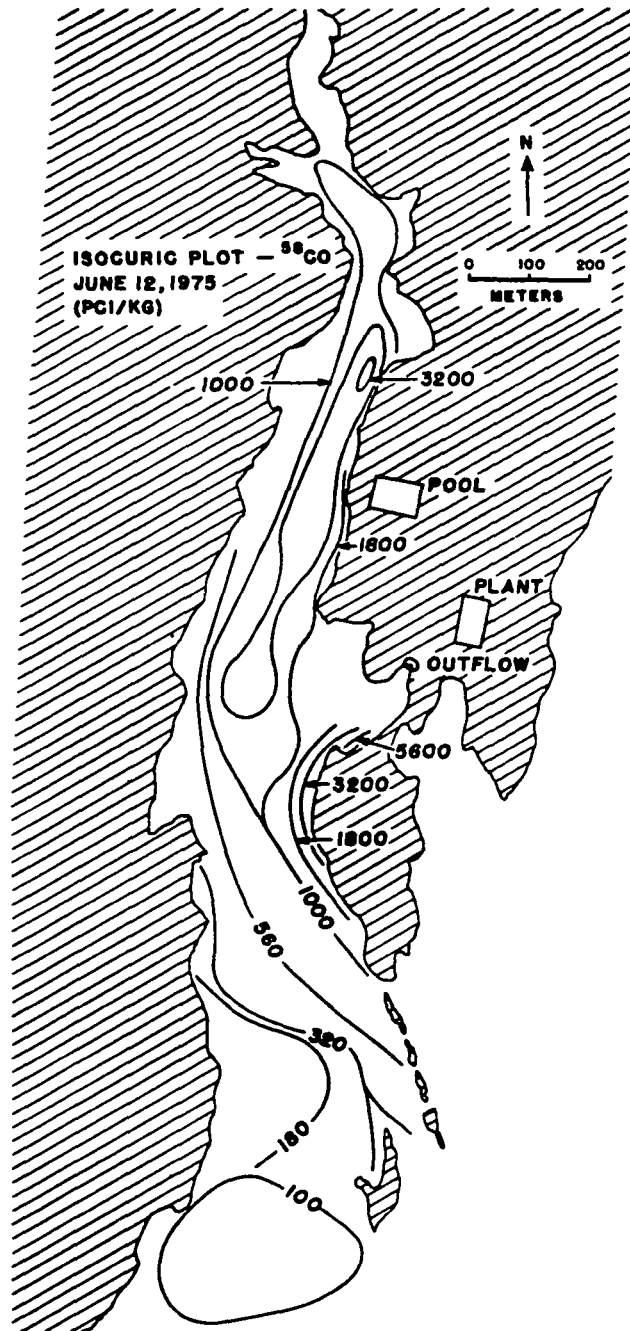 N
ISOCURIC PLOT — ⁵⁸CO
JUNE 12, 1975
(PCI/KG)
0 100 200
METERS
1000
3200
POOL
1800
PLANT
OUTFLOW
5600
3200
1800
1000
560
320
180
100